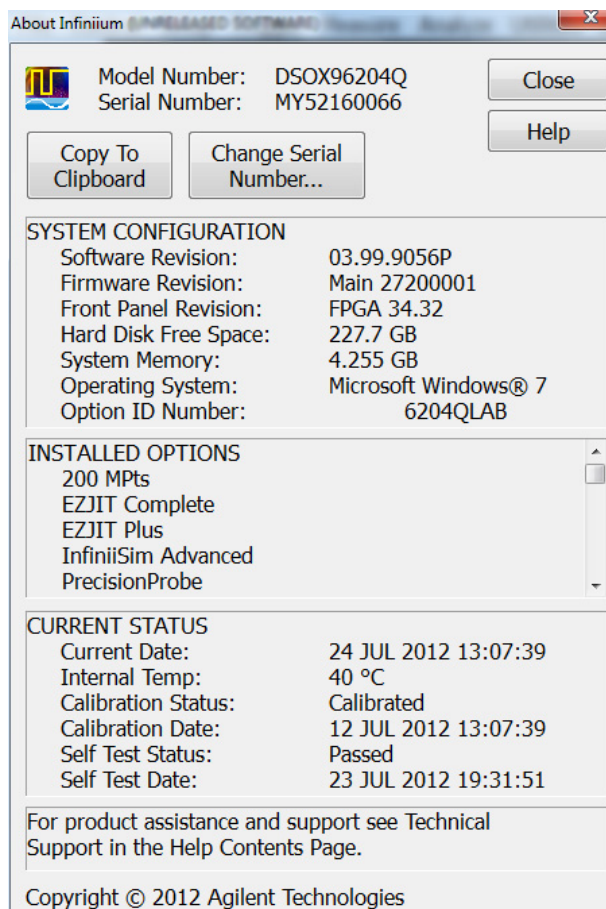 About Infiniium (UNRELEASED SOFTWARE)
Model Number: DSOX96204Q
Serial Number: MY52160066
Close
Help
Copy To
Clipboard
Change Serial
Number...
SYSTEM CONFIGURATION
Software Revision: 03.99.9056P
Firmware Revision: Main 27200001
Front Panel Revision: FPGA 34.32
Hard Disk Free Space: 227.7 GB
System Memory: 4.255 GB
Operating System: Microsoft Windows® 7
Option ID Number: 6204QLAB
INSTALLED OPTIONS
200 MPts
EZJIT Complete
EZJIT Plus
InfiniiSim Advanced
PrecisionProbe
CURRENT STATUS
Current Date: 24 JUL 2012 13:07:39
Internal Temp: 40 °C
Calibration Status: Calibrated
Calibration Date: 12 JUL 2012 13:07:39
Self Test Status: Passed
Self Test Date: 23 JUL 2012 19:31:51
For product assistance and support see Technical
Support in the Help Contents Page.
Copyright © 2012 Agilent Technologies